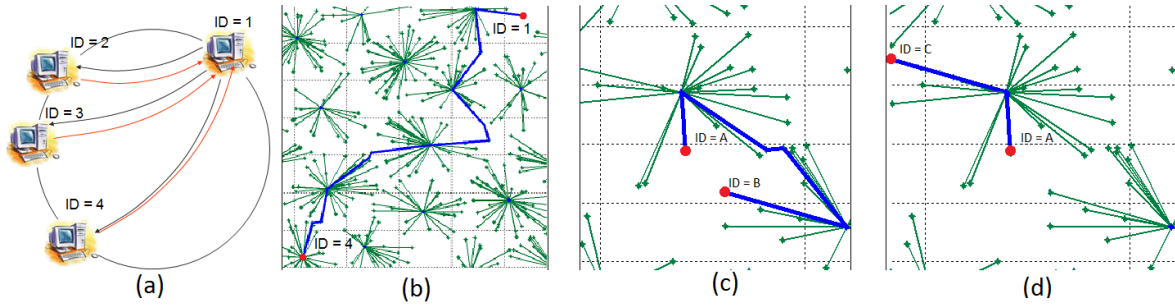 ID = 1
ID = 2
ID = 3
ID = 4
(a)
ID = 1
ID = 4
(b)
ID = A
ID = B
(c)
ID = C
ID = A
(d)